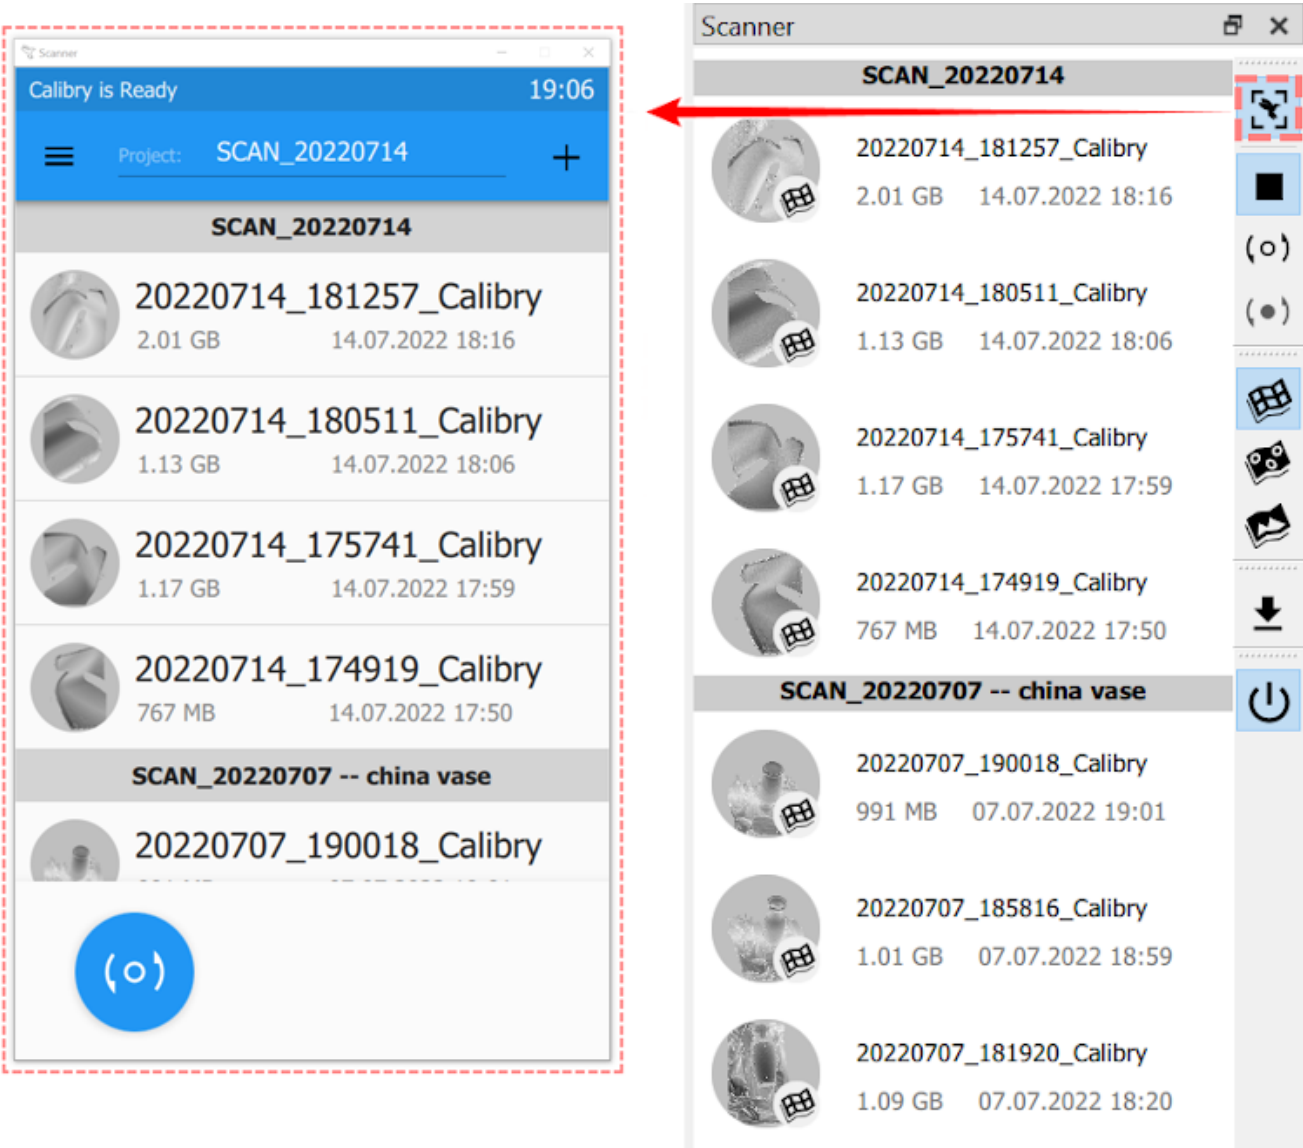 Scanner
Calibry is Ready 19:06
Project: SCAN_20220714
SCAN_20220714
20220714_181257_Calibry
2.01 GB 14.07.2022 18:16
20220714_180511_Calibry
1.13 GB 14.07.2022 18:06
20220714_175741_Calibry
1.17 GB 14.07.2022 17:59
20220714_174919_Calibry
767 MB 14.07.2022 17:50
SCAN_20220707 -- china vase
20220707_190018_Calibry
Scanner
SCAN_20220714
20220714_181257_Calibry
2.01 GB 14.07.2022 18:16
20220714_180511_Calibry
1.13 GB 14.07.2022 18:06
20220714_175741_Calibry
1.17 GB 14.07.2022 17:59
20220714_174919_Calibry
767 MB 14.07.2022 17:50
SCAN_20220707 -- china vase
20220707_190018_Calibry
991 MB 07.07.2022 19:01
20220707_185816_Calibry
1.01 GB 07.07.2022 18:59
20220707_181920_Calibry
1.09 GB 07.07.2022 18:20